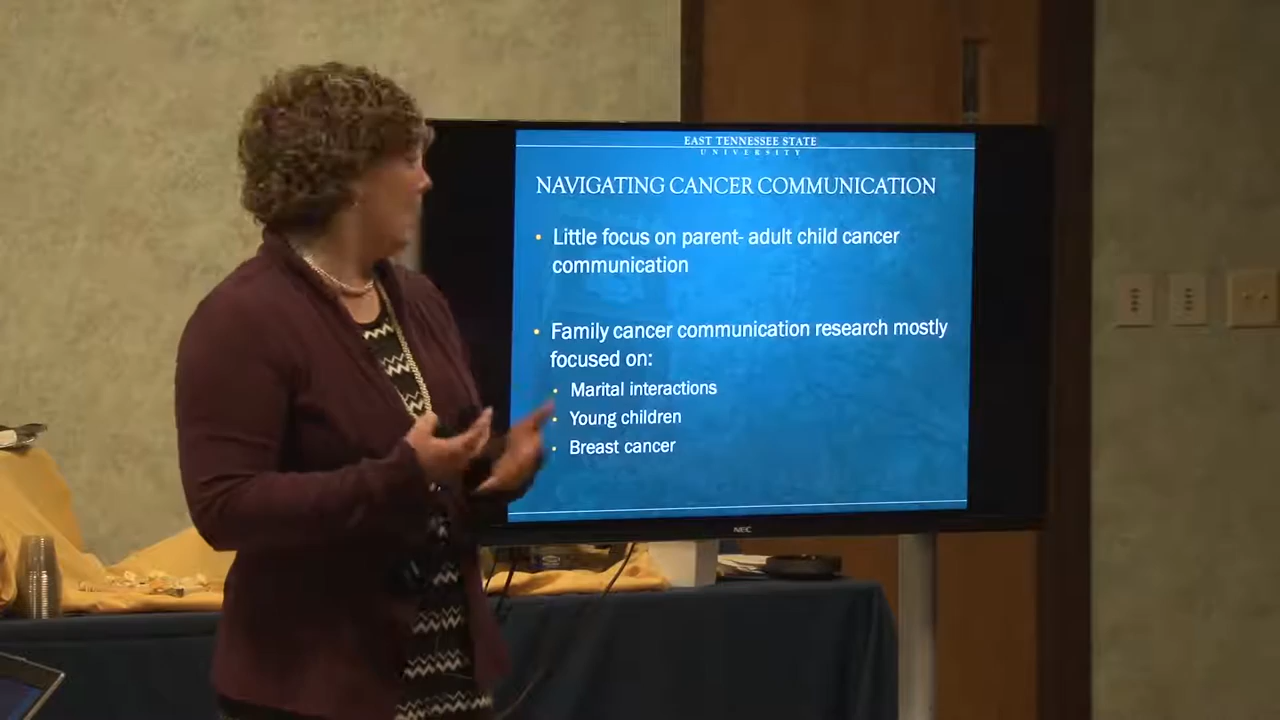 EAST TENNESSEE STATE
UNIVERSITY
NAVIGATING CANCER COMMUNICATION
• Little focus on parent- adult child cancer
communication
• Family cancer communication research mostly
focused on:
• Marital interactions
• Young children
• Breast cancer
NEC